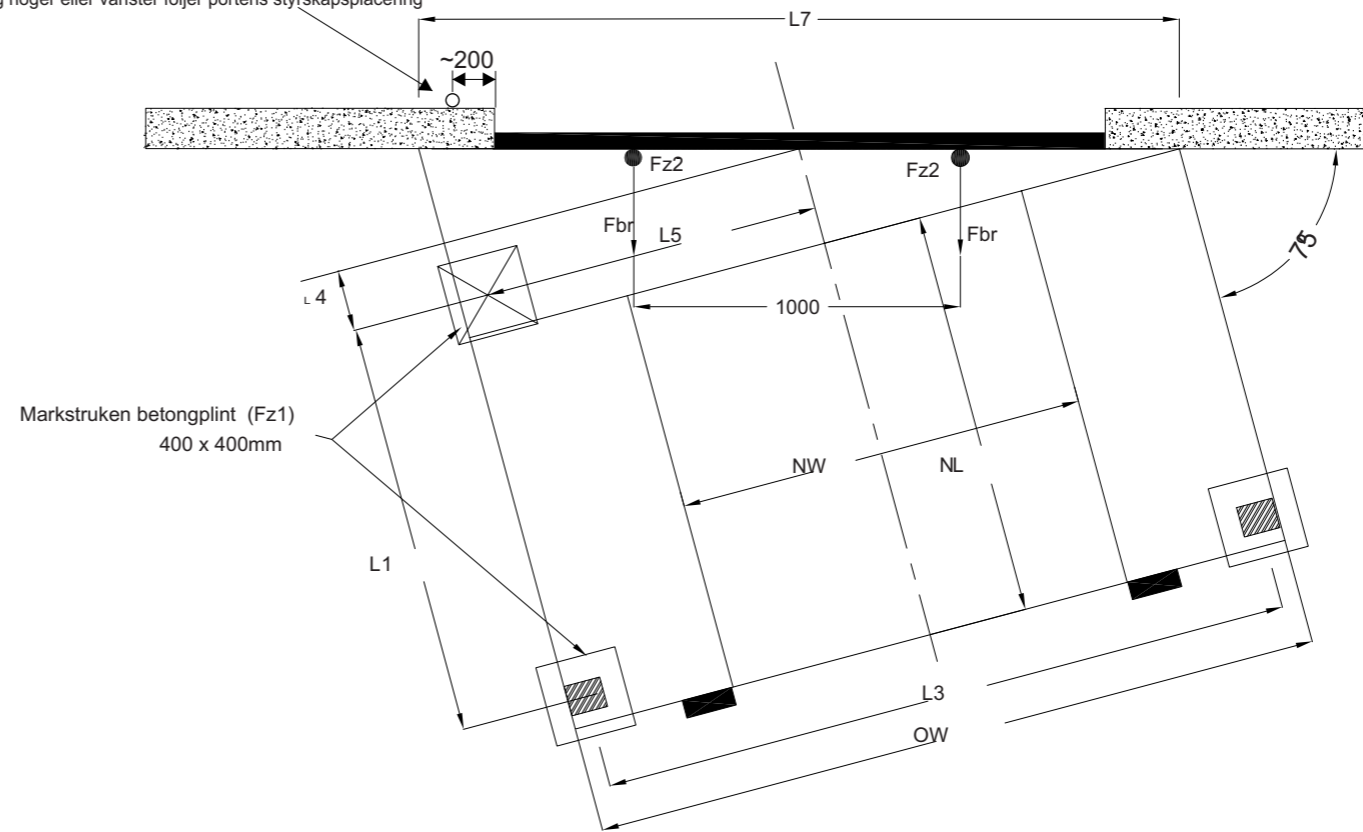 höger eller vänster följer portens styrskapsplacering
L7
~200
Fz2
Fz2
Fbr
L5
Fbr
75
L 4
1000
Markstruken betongplint (Fz1)
400 x 400mm
NW
NL
L1
L3
OW